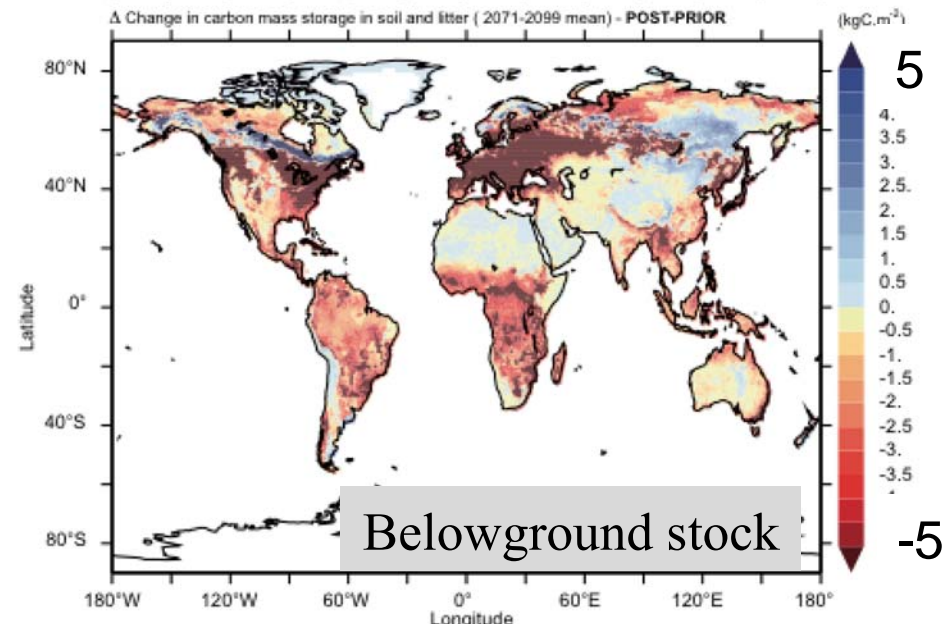 Δ Change in carbon mass storage in soil and litter ( 2071-2099 mean) - POST-PRIOR
(kgC.m⁻²)
5
4.
3.5
3.
2.5
2.
1.5
1.
0.5
0.
-0.5
-1.
-1.5
-2.
-2.5
-3.
-3.5
-5
80°N
40°N
0°
40°S
80°S
Latitude
Belowground stock
180°W 120°W 60°W 0° 60°E 120°E 180°
Longitude